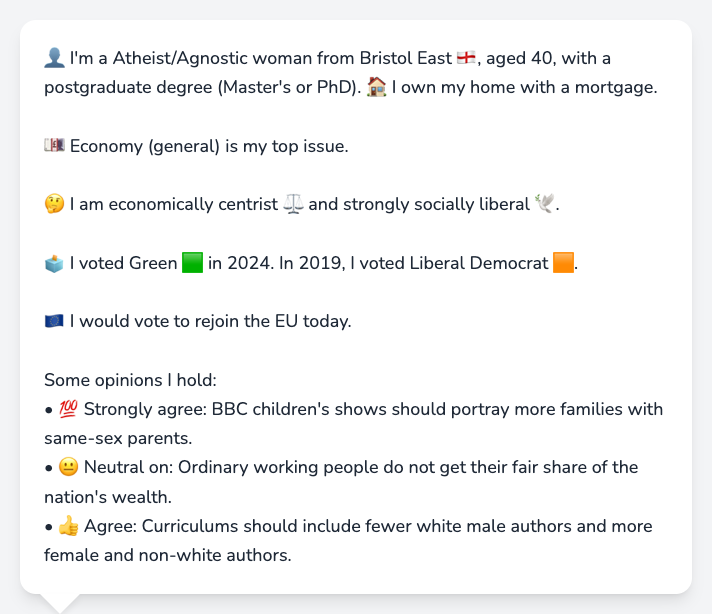 👤 I'm a Atheist/Agnostic woman from Bristol East 🏴󠁧󠁢󠁥󠁮󠁧󠁿, aged 40, with a
postgraduate degree (Master's or PhD). 🏠 I own my home with a mortgage.
💷 Economy (general) is my top issue.
🤔 I am economically centrist ⚖️ and strongly socially liberal 🕊️.
🗳️ I voted Green 🟩 in 2024. In 2019, I voted Liberal Democrat 🟧.
🇪🇺 I would vote to rejoin the EU today.
Some opinions I hold:
• 💯 Strongly agree: BBC children's shows should portray more families with
same-sex parents.
• 😐 Neutral on: Ordinary working people do not get their fair share of the
nation's wealth.
• 👍 Agree: Curriculums should include fewer white male authors and more
female and non-white authors.